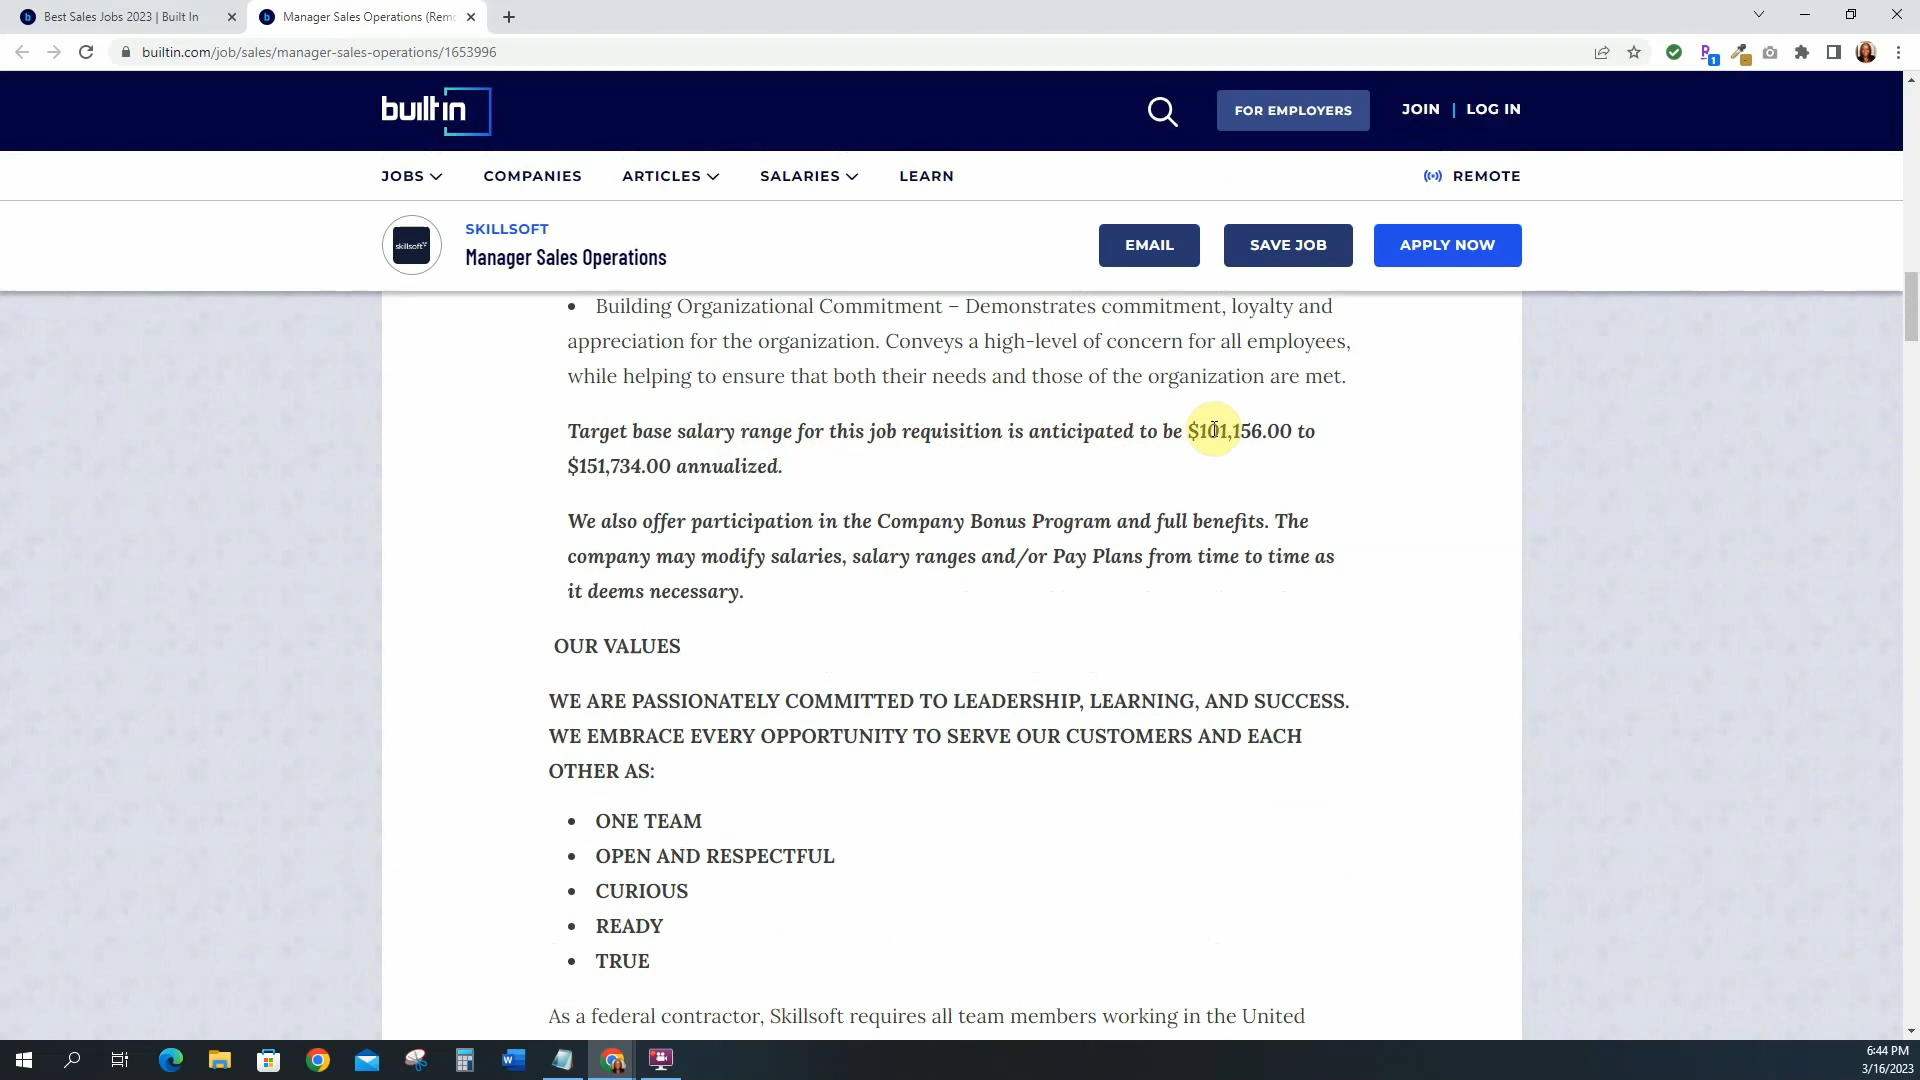 Best Sales Jobs 2023 | Built In
Manager Sales Operations (Remo
builtin.com/job/sales/manager-sales-operations/1653996
1
builtin
FOR EMPLOYERS
JOIN | LOG IN
JOBS
COMPANIES
ARTICLES
SALARIES
LEARN
REMOTE
skillsoft
SKILLSOFT
Manager Sales Operations
EMAIL
SAVE JOB
APPLY NOW
• Building Organizational Commitment – Demonstrates commitment, loyalty and
appreciation for the organization. Conveys a high-level of concern for all employees,
while helping to ensure that both their needs and those of the organization are met.
Target base salary range for this job requisition is anticipated to be $101,156.00 to
$151,734.00 annualized.
We also offer participation in the Company Bonus Program and full benefits. The
company may modify salaries, salary ranges and/or Pay Plans from time to time as
it deems necessary.
OUR VALUES
WE ARE PASSIONATELY COMMITTED TO LEADERSHIP, LEARNING, AND SUCCESS.
WE EMBRACE EVERY OPPORTUNITY TO SERVE OUR CUSTOMERS AND EACH
OTHER AS:
• ONE TEAM
• OPEN AND RESPECTFUL
• CURIOUS
• READY
• TRUE
As a federal contractor, Skillsoft requires all team members working in the United
6:44 PM
3/16/2023